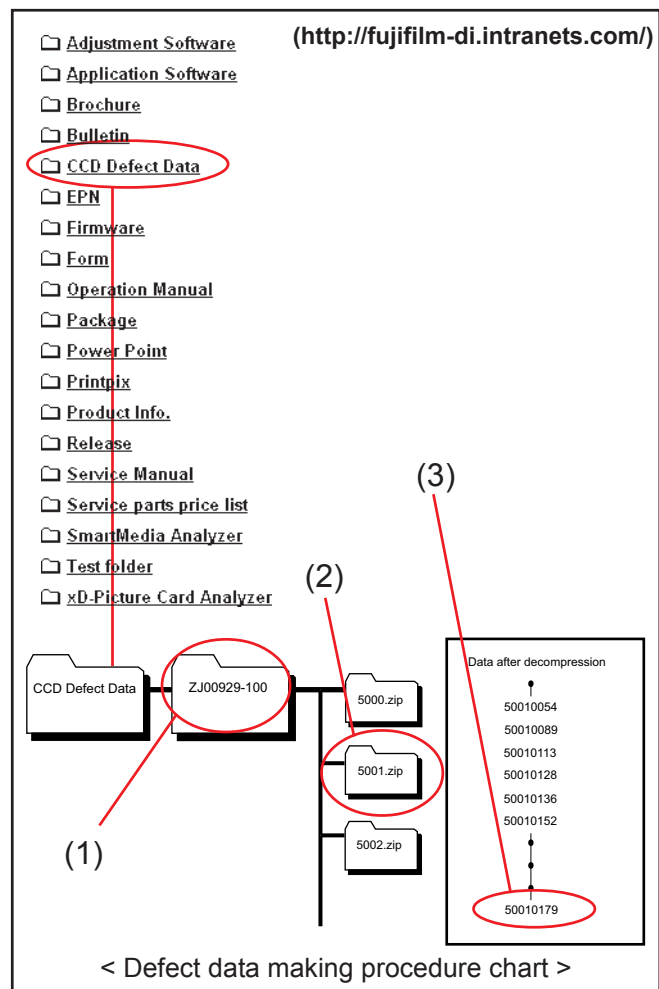 (http://fujifilm-di.intranets.com/)
Adjustment Software
Application Software
Brochure
Bulletin
CCD Defect Data
EPN
Firmware
Form
Operation Manual
Package
Power Point
Printpix
Product Info.
Release
Service Manual
Service parts price list
SmartMedia Analyzer
Test folder
xD-Picture Card Analyzer
(3)
(2)
CCD Defect Data
ZJ00929-100
5000.zip
5001.zip
5002.zip
(1)
Data after decompression
50010054
50010089
50010113
50010128
50010136
50010152
50010179
< Defect data making procedure chart >